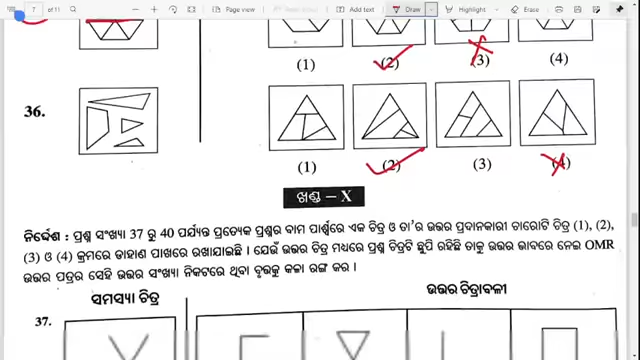 7 of 11
Page view
Add text
Draw
Highlight
Erase
(1) (2) (3) (4)
36.
(1) (2) (3) (4)
ଖଣ୍ଡ - X
ନିର୍ଦ୍ଦେଶ : ପ୍ରଶ୍ନ ସଂଖ୍ୟା 37 ରୁ 40 ପର୍ଯ୍ୟନ୍ତ ପ୍ରତ୍ୟେକ ପ୍ରଶ୍ନର ବାମ ପାର୍ଶ୍ୱରେ ଏକ ଚିତ୍ର ଓ ତା'ର ଉତ୍ତର ପ୍ରଦାନକାରୀ ଚାରୋଟି ଚିତ୍ର (1), (2),
(3) ଓ (4) କ୍ରମରେ ଡାହାଣ ପାଖରେ ରଖାଯାଇଛି । ଯେଉଁ ଉତ୍ତର ଚିତ୍ର ମଧ୍ୟରେ ପ୍ରଶ୍ନ ଚିତ୍ରଟି ଛୁପି ରହିଛି ତାକୁ ଉତ୍ତର ଭାବରେ ନେଇ OMR
ଉତ୍ତର ପତ୍ରର ସେହି ଉତ୍ତର ସଂଖ୍ୟା ନିକଟରେ ଥିବା ବୃତ୍ତକୁ କଳା ରଙ୍ଗ କର ।
ସମସ୍ୟା ଚିତ୍ର ଉତ୍ତର ଚିତ୍ରାବଳୀ
37.